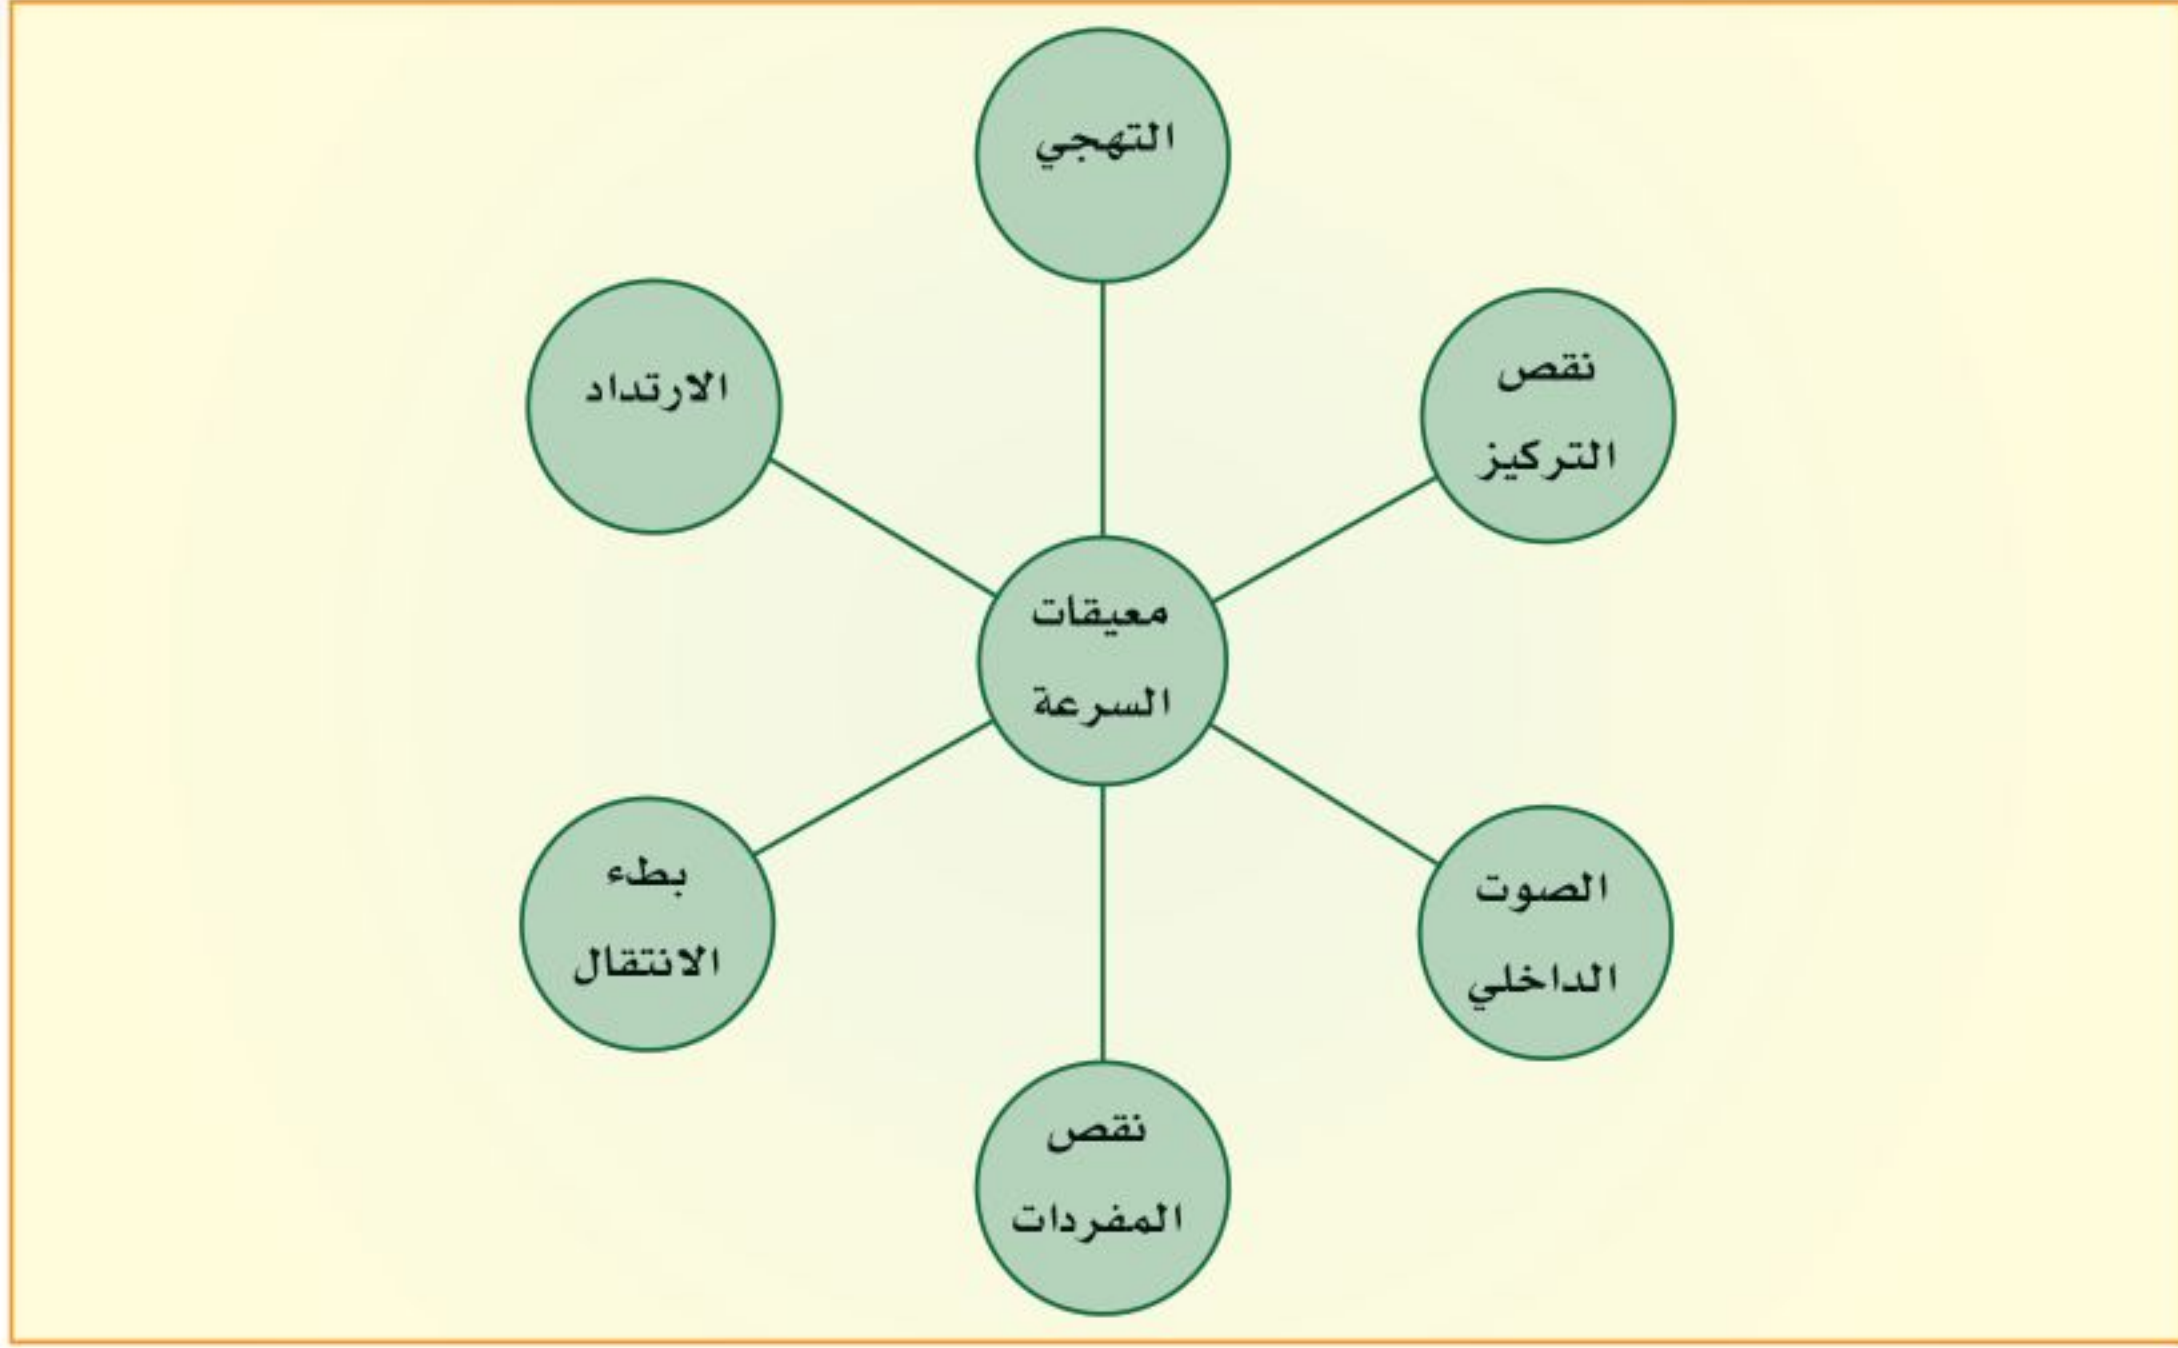 التهجي
نقص
التركيز
الارتداد
معيقات
السرعة
الصوت
الداخلي
بطء
الانتقال
نقص
المفردات